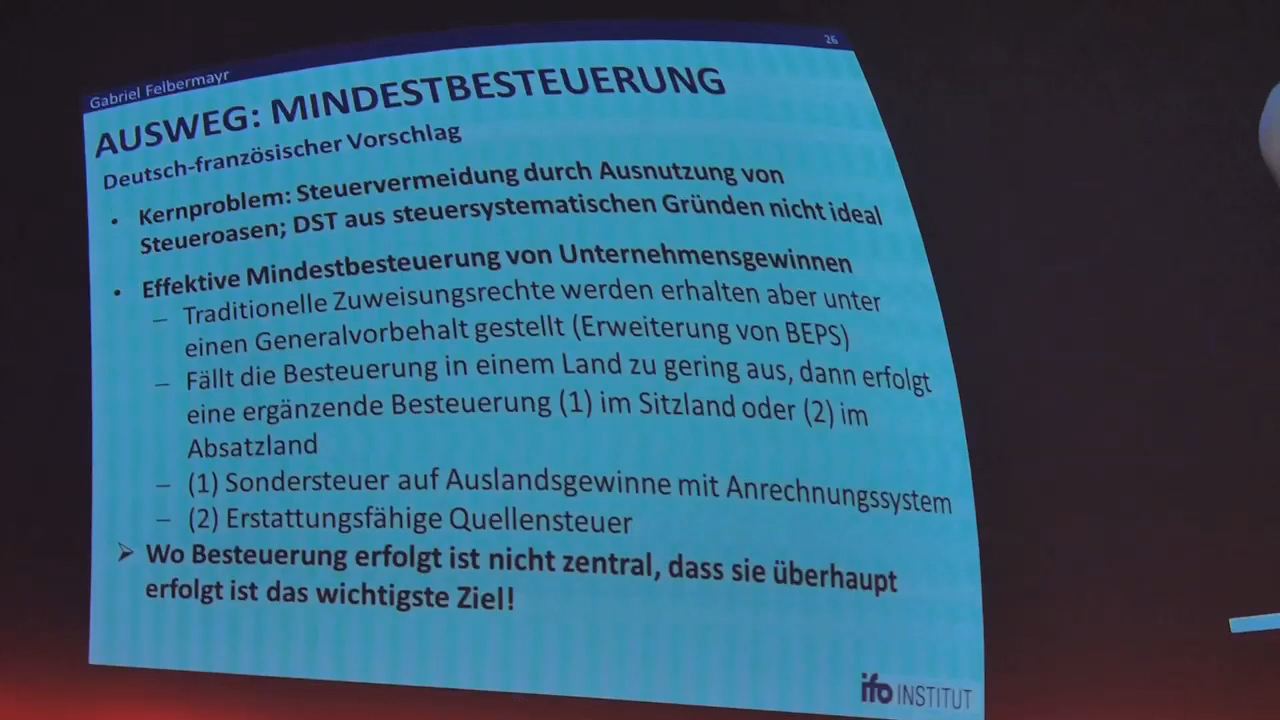 26
Gabriel Felbermayr
AUSWEG: MINDESTBESTEUERUNG
Deutsch-französischer Vorschlag
• Kernproblem: Steuervermeidung durch Ausnutzung von
Steueroasen; DST aus steuersystematischen Gründen nicht ideal
• Effektive Mindestbesteuerung von Unternehmensgewinnen
– Traditionelle Zuweisungsrechte werden erhalten aber unter
einen Generalvorbehalt gestellt (Erweiterung von BEPS)
– Fällt die Besteuerung in einem Land zu gering aus, dann erfolgt
eine ergänzende Besteuerung (1) im Sitzland oder (2) im
Absatzland
– (1) Sondersteuer auf Auslandsgewinne mit Anrechnungssystem
– (2) Erstattungsfähige Quellensteuer
➢ Wo Besteuerung erfolgt ist nicht zentral, dass sie überhaupt
erfolgt ist das wichtigste Ziel!
ifo INSTITUT